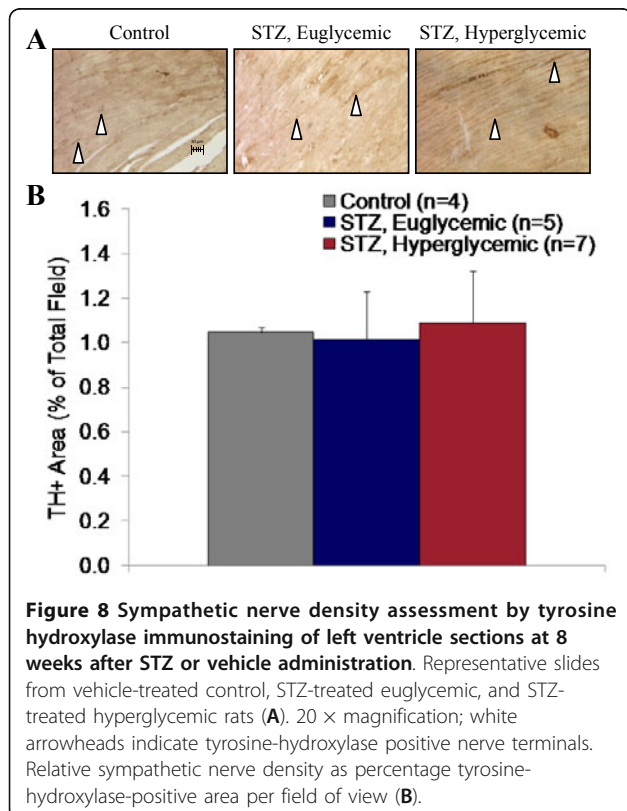 A
Control
STZ, Euglycemic
STZ, Hyperglycemic
B
Control (n=4)
STZ, Euglycemic (n=5)
STZ, Hyperglycemic (n=7)
TH+ Area (% of Total Field)
1.6
1.4
1.2
1.0
0.8
0.6
0.4
0.2
0.0
Figure 8 Sympathetic nerve density assessment by tyrosine
hydroxylase immunostaining of left ventricle sections at 8
weeks after STZ or vehicle administration. Representative slides
from vehicle-treated control, STZ-treated euglycemic, and STZ-
treated hyperglycemic rats (A). 20 × magnification; white
arrowheads indicate tyrosine-hydroxylase positive nerve terminals.
Relative sympathetic nerve density as percentage tyrosine-
hydroxylase-positive area per field of view (B).